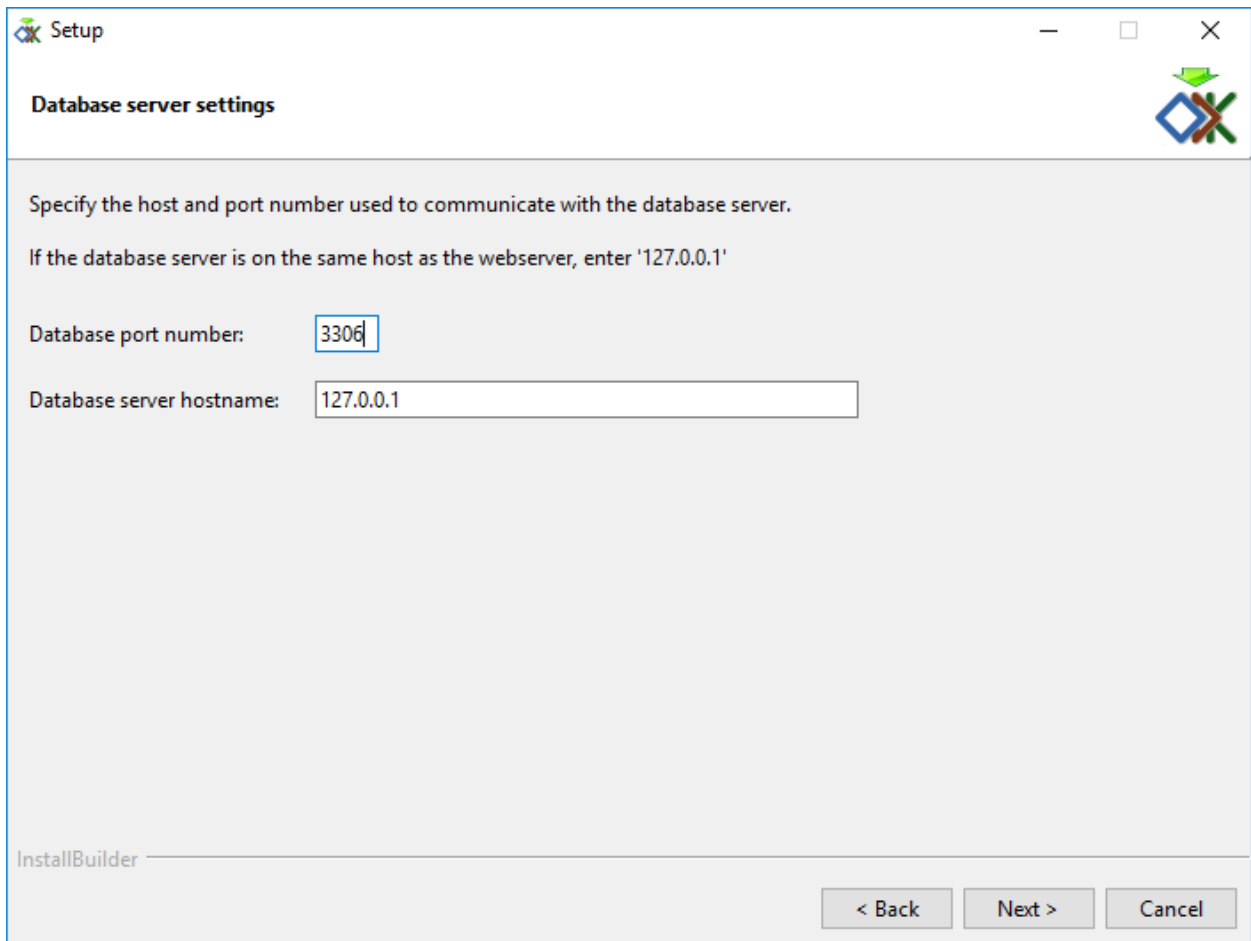 Setup
Database server settings
Specify the host and port number used to communicate with the database server.
If the database server is on the same host as the webserver, enter '127.0.0.1'
Database port number: 3306
Database server hostname: 127.0.0.1
InstallBuilder
< Back Next > Cancel